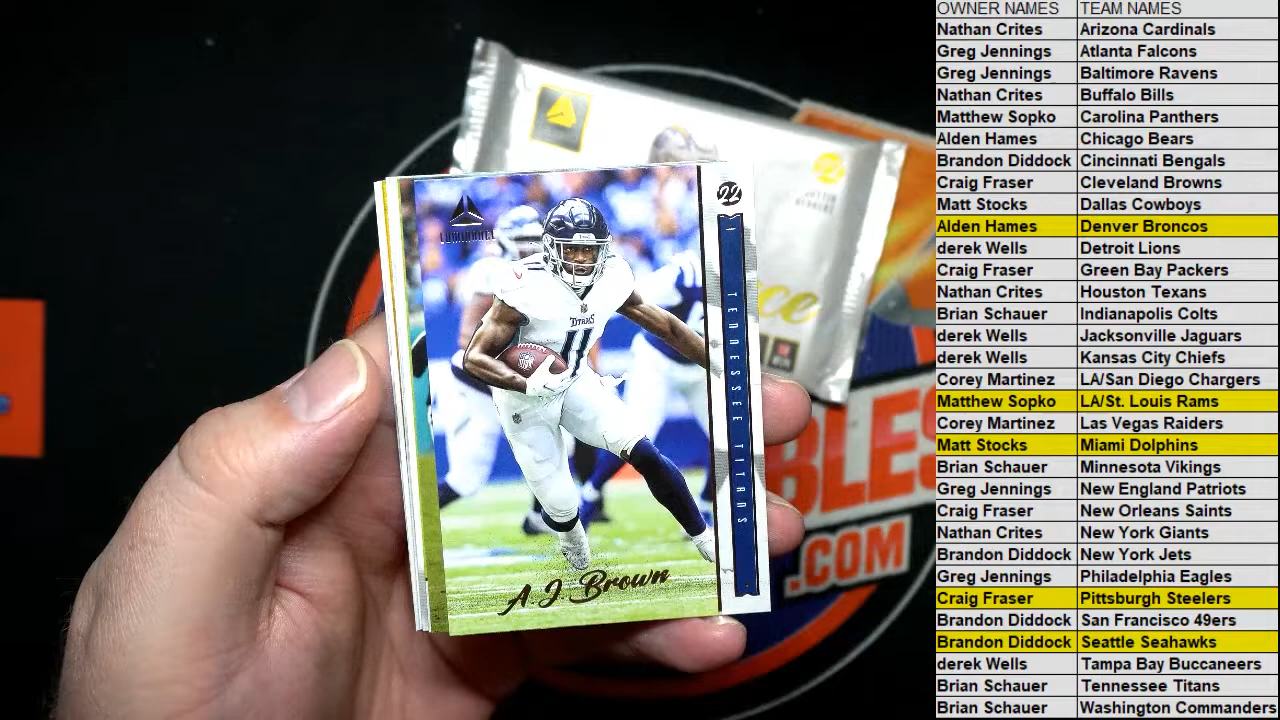 OWNER NAMES TEAM NAMES
Nathan Crites Arizona Cardinals
Greg Jennings Atlanta Falcons
Greg Jennings Baltimore Ravens
Nathan Crites Buffalo Bills
Matthew Sopko Carolina Panthers
Alden Hames Chicago Bears
Brandon Diddock Cincinnati Bengals
Craig Fraser Cleveland Browns
Matt Stocks Dallas Cowboys
Alden Hames Denver Broncos
derek Wells Detroit Lions
Craig Fraser Green Bay Packers
Nathan Crites Houston Texans
Brian Schauer Indianapolis Colts
derek Wells Jacksonville Jaguars
derek Wells Kansas City Chiefs
Corey Martinez LA/San Diego Chargers
Matthew Sopko LA/St. Louis Rams
Corey Martinez Las Vegas Raiders
Matt Stocks Miami Dolphins
Brian Schauer Minnesota Vikings
Greg Jennings New England Patriots
Craig Fraser New Orleans Saints
Nathan Crites New York Giants
Brandon Diddock New York Jets
Greg Jennings Philadelphia Eagles
Craig Fraser Pittsburgh Steelers
Brandon Diddock San Francisco 49ers
Brandon Diddock Seattle Seahawks
derek Wells Tampa Bay Buccaneers
Brian Schauer Tennessee Titans
Brian Schauer Washington Commanders
22
LUMINANCE
TITANS
11
TENNESSEE TITANS
A J Brown
BLES
.COM